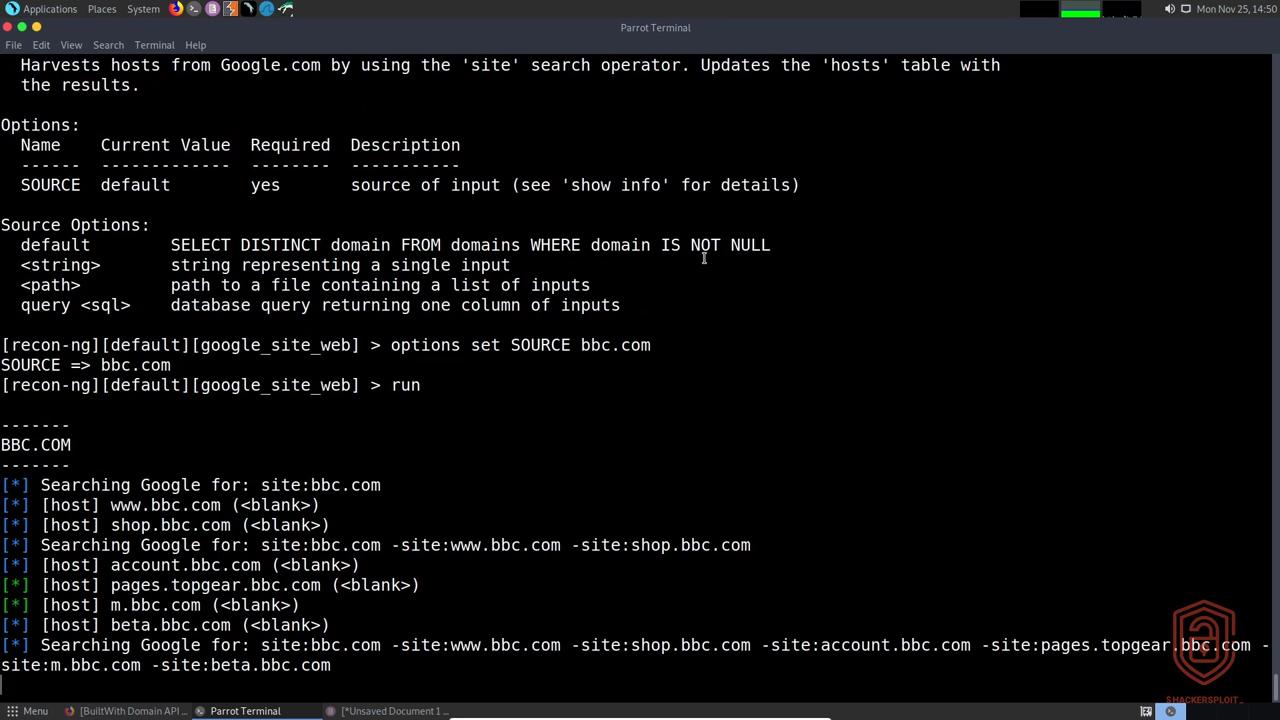 Applications Places System Mon Nov 25, 14:50
Parrot Terminal
File Edit View Search Terminal Help
Harvests hosts from Google.com by using the 'site' search operator. Updates the 'hosts' table with
the results.
Options:
Name Current Value Required Description
------ ------------- -------- -----------
SOURCE default yes source of input (see 'show info' for details)
Source Options:
default SELECT DISTINCT domain FROM domains WHERE domain IS NOT NULL
<string> string representing a single input
<path> path to a file containing a list of inputs
query <sql> database query returning one column of inputs
[recon-ng][default][google_site_web] > options set SOURCE bbc.com
SOURCE => bbc.com
[recon-ng][default][google_site_web] > run
-------
BBC.COM
-------
[*] Searching Google for: site:bbc.com
[*] [host] www.bbc.com (<blank>)
[*] [host] shop.bbc.com (<blank>)
[*] Searching Google for: site:bbc.com -site:www.bbc.com -site:shop.bbc.com
[*] [host] account.bbc.com (<blank>)
[*] [host] pages.topgear.bbc.com (<blank>)
[*] [host] m.bbc.com (<blank>)
[*] [host] beta.bbc.com (<blank>)
[*] Searching Google for: site:bbc.com -site:www.bbc.com -site:shop.bbc.com -site:account.bbc.com -site:pages.topgear.bbc.com -
site:m.bbc.com -site:beta.bbc.com
HACKERSPLOIT_
Menu [BuiltWith Domain API ... Parrot Terminal [*Unsaved Document 1 ...